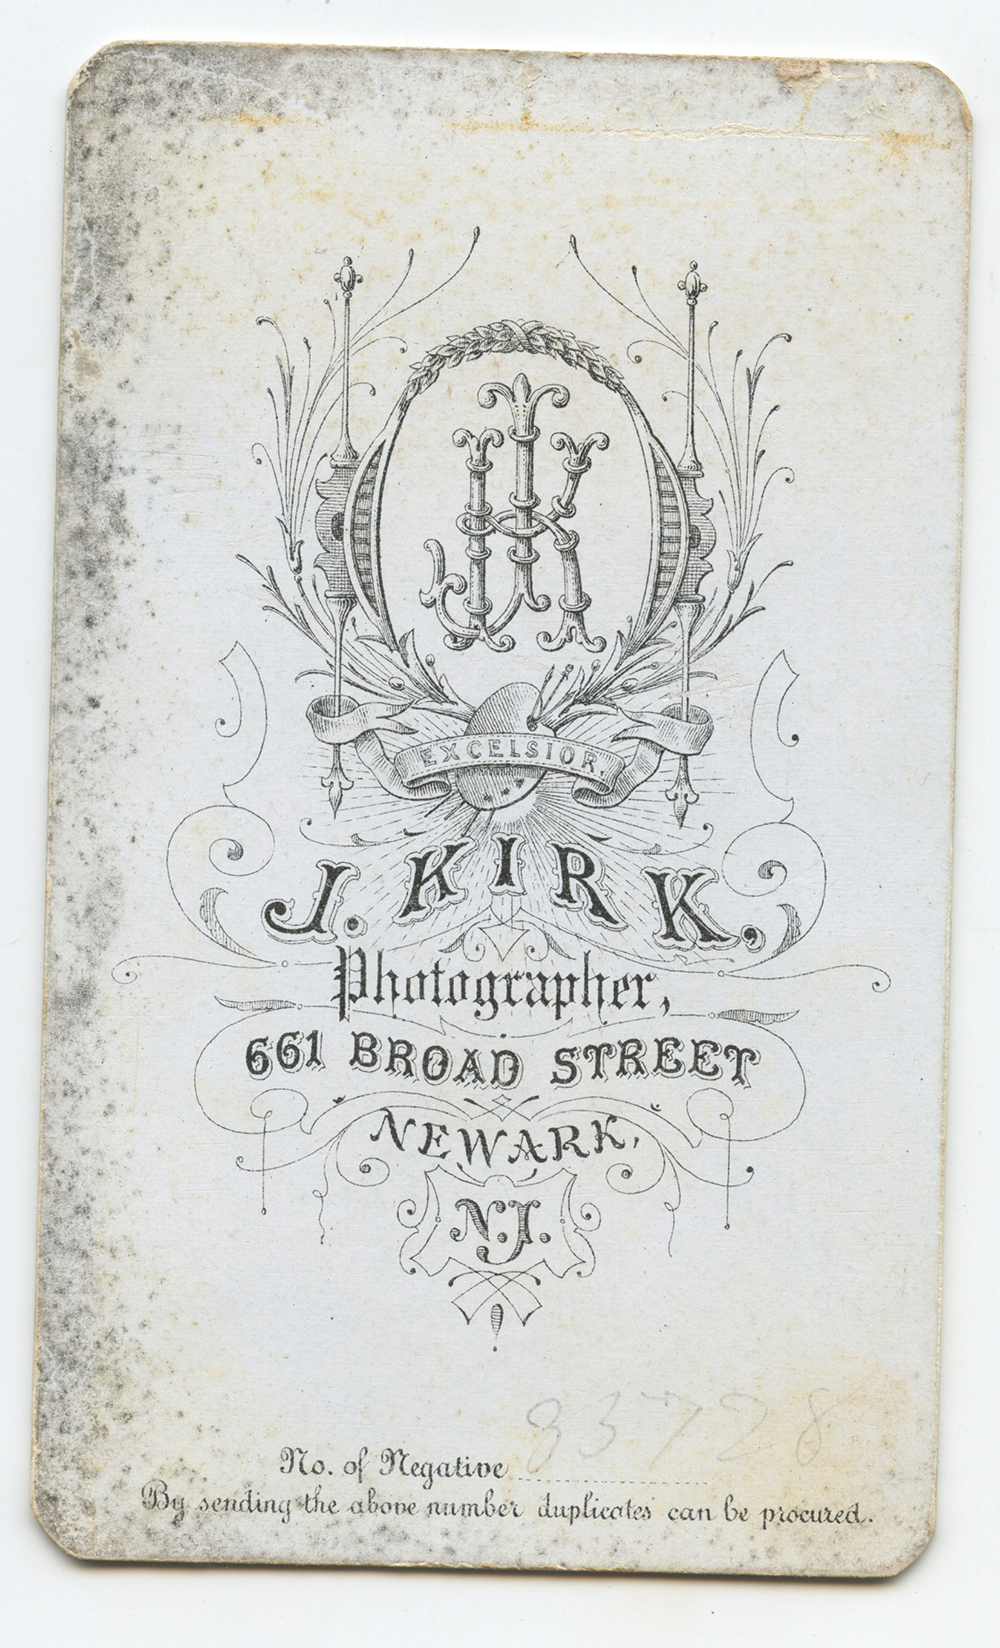 JK
EXCELSIOR.
J. KIRK,
Photographer,
661 BROAD STREET
NEWARK,
N.J.
No. of Negative 83728
By sending the above number duplicates can be procured.